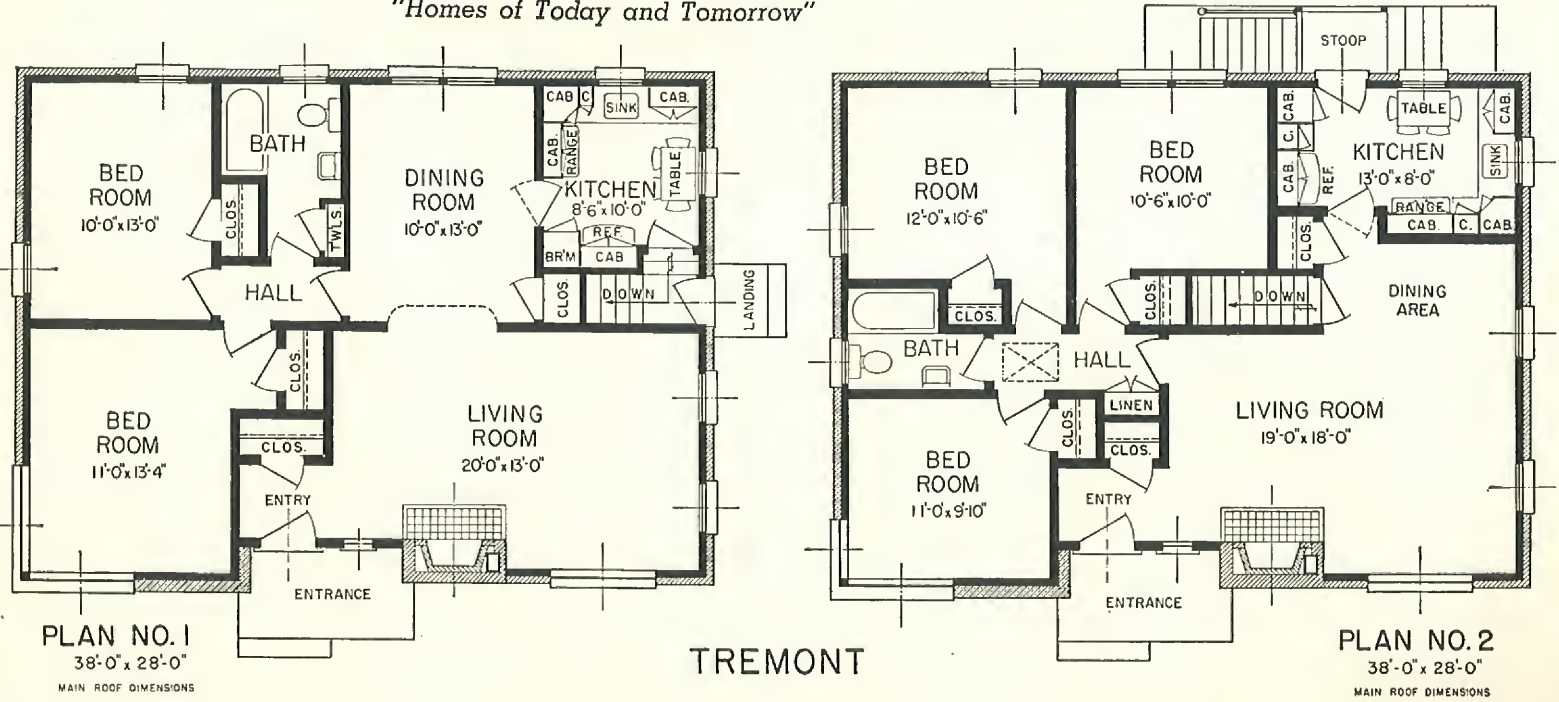 "Homes of Today and Tomorrow"
BED
ROOM
10'-0"x13'-0"
BATH
CLOS.
TWLS.
DINING
ROOM
10'-0"x13'-0"
CAB
C
SINK
CAB.
CAB.
RANGE
TABLE
KITCHEN
8'-6"x10'-0"
REF.
BR'M
CAB
CLOS.
DOWN
LANDING
HALL
BED
ROOM
11'-0"x13'-4"
CLOS.
CLOS.
ENTRY
LIVING
ROOM
20'-0"x13'-0"
ENTRANCE
PLAN NO. 1
38'-0"x 28'-0"
MAIN ROOF DIMENSIONS
TREMONT
STOOP
BED
ROOM
12'-0"x10'-6"
BED
ROOM
10'-6"x10'-0"
CAB.
C.
CAB.
REF.
TABLE
CAB.
SINK
KITCHEN
13'-0"x8'-0"
RANGE
CAB.
C.
CAB.
CLOS.
DINING
AREA
CLOS.
CLOS.
DOWN
BATH
HALL
LINEN
CLOS.
CLOS.
LIVING ROOM
19'-0"x18'-0"
BED
ROOM
11'-0"x9'-10"
ENTRY
ENTRANCE
PLAN NO. 2
38'-0"x 28'-0"
MAIN ROOF DIMENSIONS